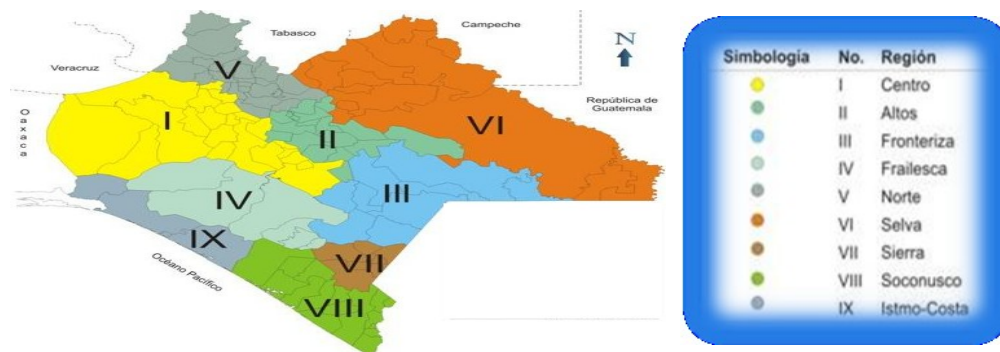 Campeche
Tabasco
N
Veracruz
V
República de
Guatemala
Oaxaca
I
VI
II
III
IV
IX
VII
Océano Pacífico
VIII
Simbología No. Región
I Centro
II Altos
III Fronteriza
IV Frailesca
V Norte
VI Selva
VII Sierra
VIII Soconusco
IX Istmo-Costa